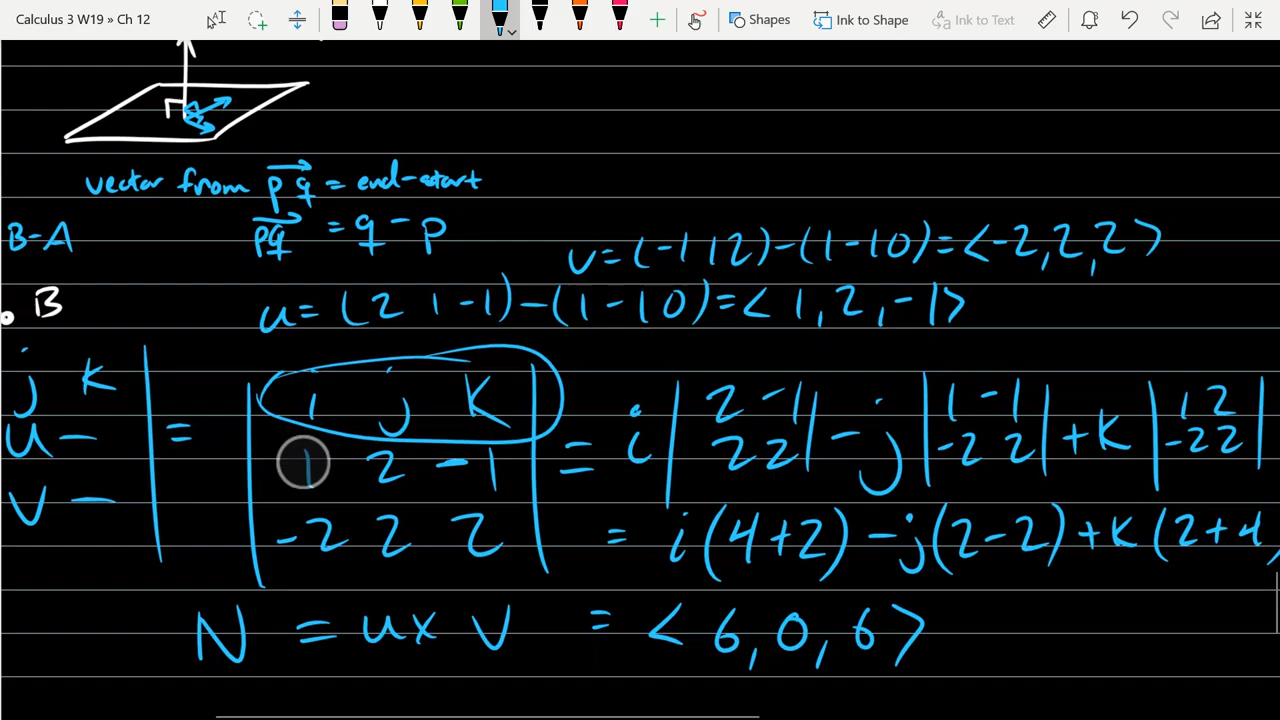 Calculus 3 W19 » Ch 12
Shapes
Ink to Shape
Ink to Text
vector from p q = end-start
B-A
pq = q - p
v = (-1 1 2) - (1 -1 0) = <-2, 2, 2>
B
u = (2 1 -1) - (1 -1 0) = <1, 2, -1>
j k | = | i j k | = i | 2 -1 | - j | 1 -1 | + k | 1 2 |
u — | 1 2 -1 | | 2 2 | | -2 2 | | -2 2 |
v — | -2 2 2 | = i(4+2) - j(2-2) + k(2+4)
N = u x v = < 6, 0, 6 >